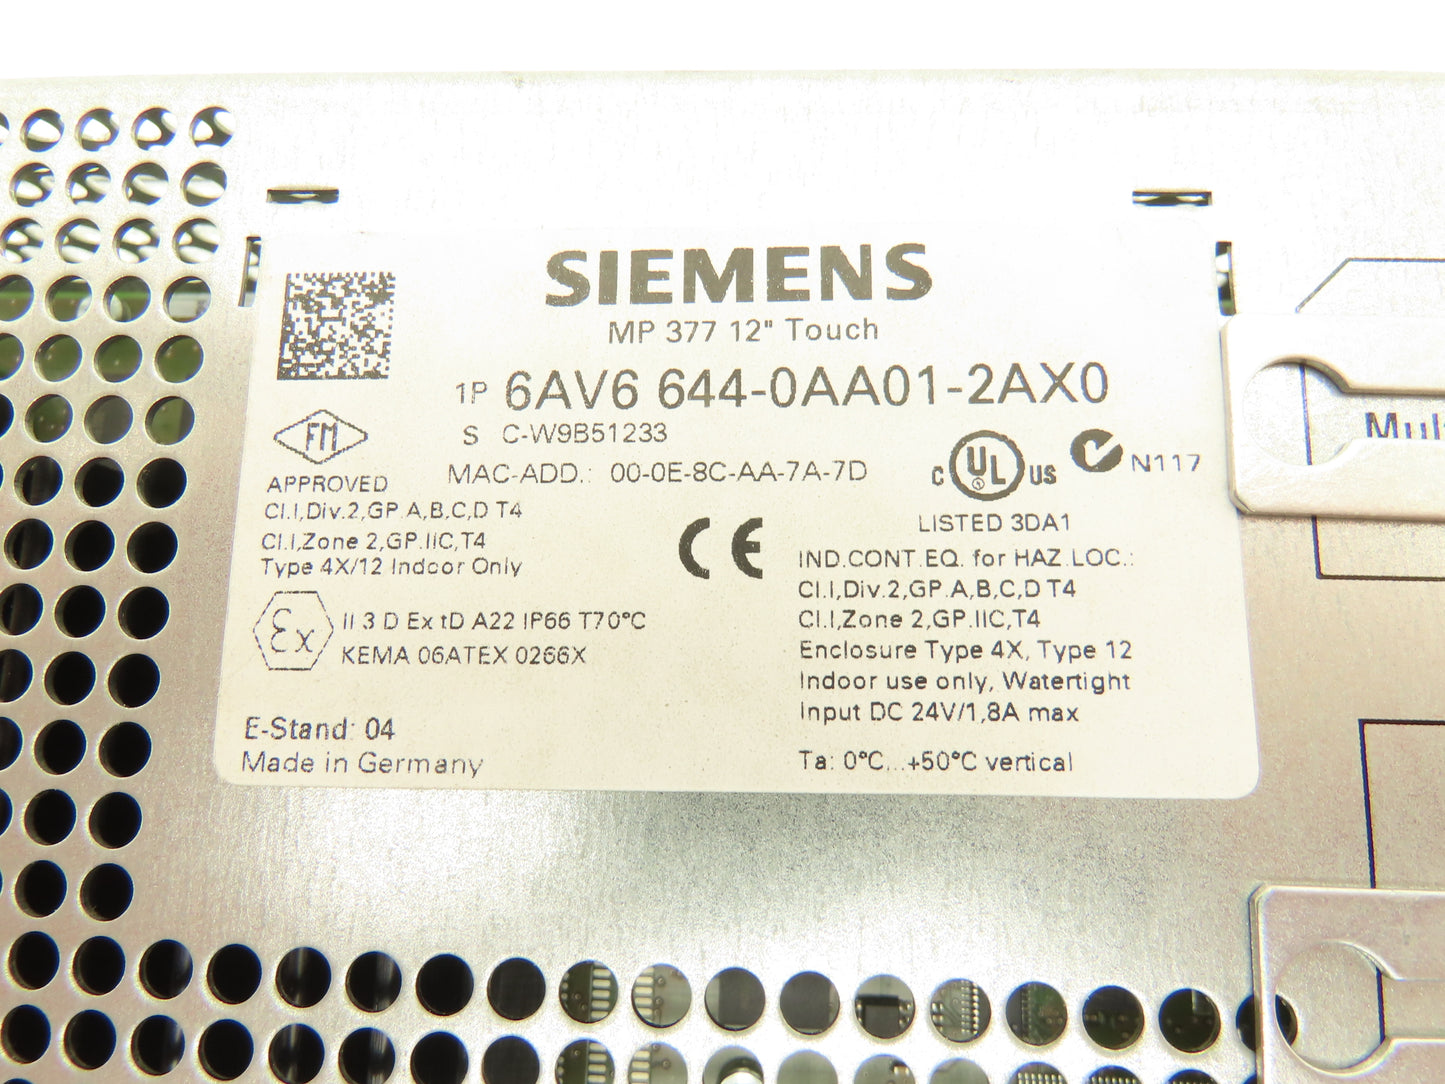 SIEMENS
MP 377 12" Touch
1P 6AV6 644-0AA01-2AX0
S C-W9B51233
MAC-ADD.: 00-0E-8C-AA-7A-7D
FM
APPROVED
Cl.I,Div.2,GP.A,B,C,D T4
Cl.I,Zone 2,GP.IIC,T4
Type 4X/12 Indoor Only
Ex II 3 D Ex tD A22 IP66 T70°C
KEMA 06ATEX 0266X
E-Stand: 04
Made in Germany
CE
C UL US N117
LISTED 3DA1
IND.CONT.EQ. for HAZ.LOC.:
Cl.I,Div.2,GP.A,B,C,D T4
Cl.I,Zone 2,GP.IIC,T4
Enclosure Type 4X, Type 12
Indoor use only, Watertight
Input DC 24V/1,8A max
Ta: 0°C...+50°C vertical